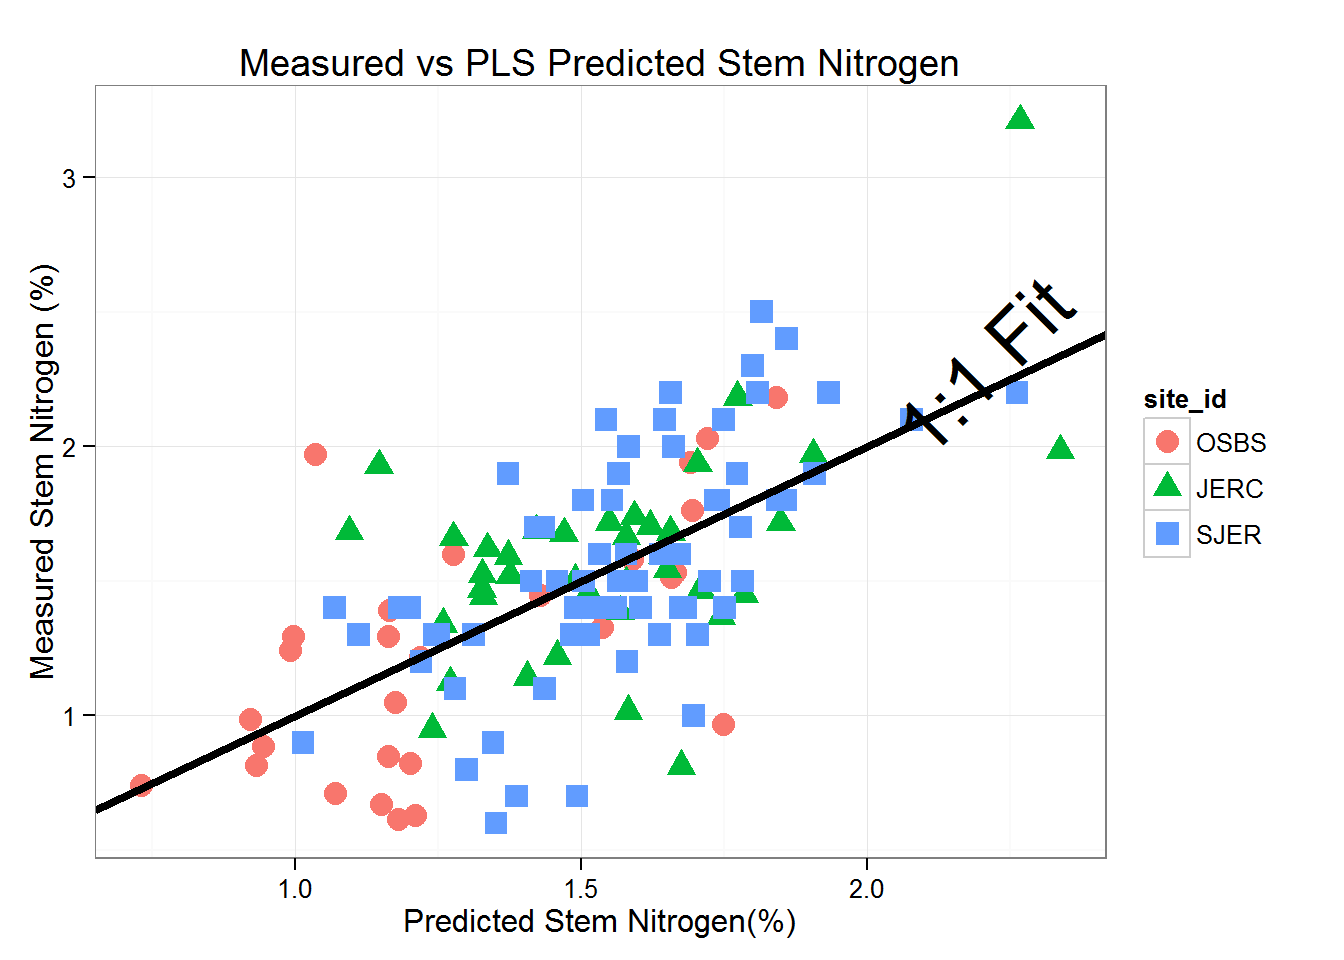 Measured vs PLS Predicted Stem Nitrogen
Measured Stem Nitrogen (%)
3
2
1
1:1 Fit
1.0 1.5 2.0
Predicted Stem Nitrogen(%)
site_id
OSBS
JERC
SJER